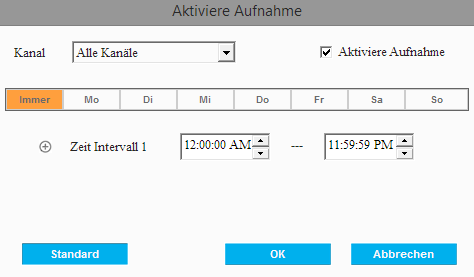 Aktiviere Aufnahme
Kanal Alle Kanäle Aktiviere Aufnahme
Immer Mo Di Mi Do Fr Sa So
Zeit Intervall 1 12:00:00 AM --- 11:59:59 PM
Standard OK Abbrechen